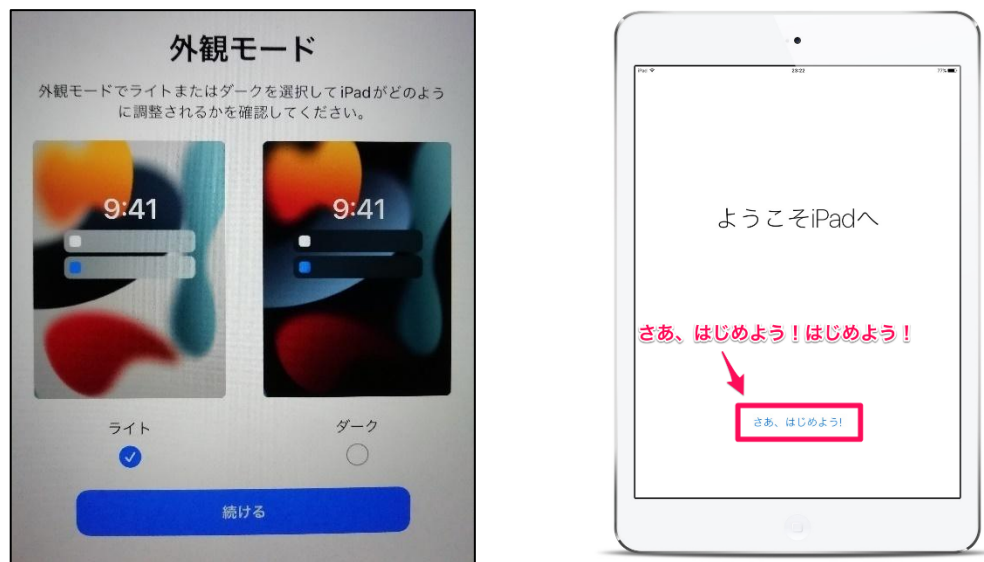 外観モード
外観モードでライトまたはダークを選択してiPadがどのよう
に調整されるかを確認してください。
9:41
9:41
ライト
ダーク
続ける
iPad
23:22
77%
ようこそiPadへ
さあ、はじめよう！はじめよう！
さあ、はじめよう!